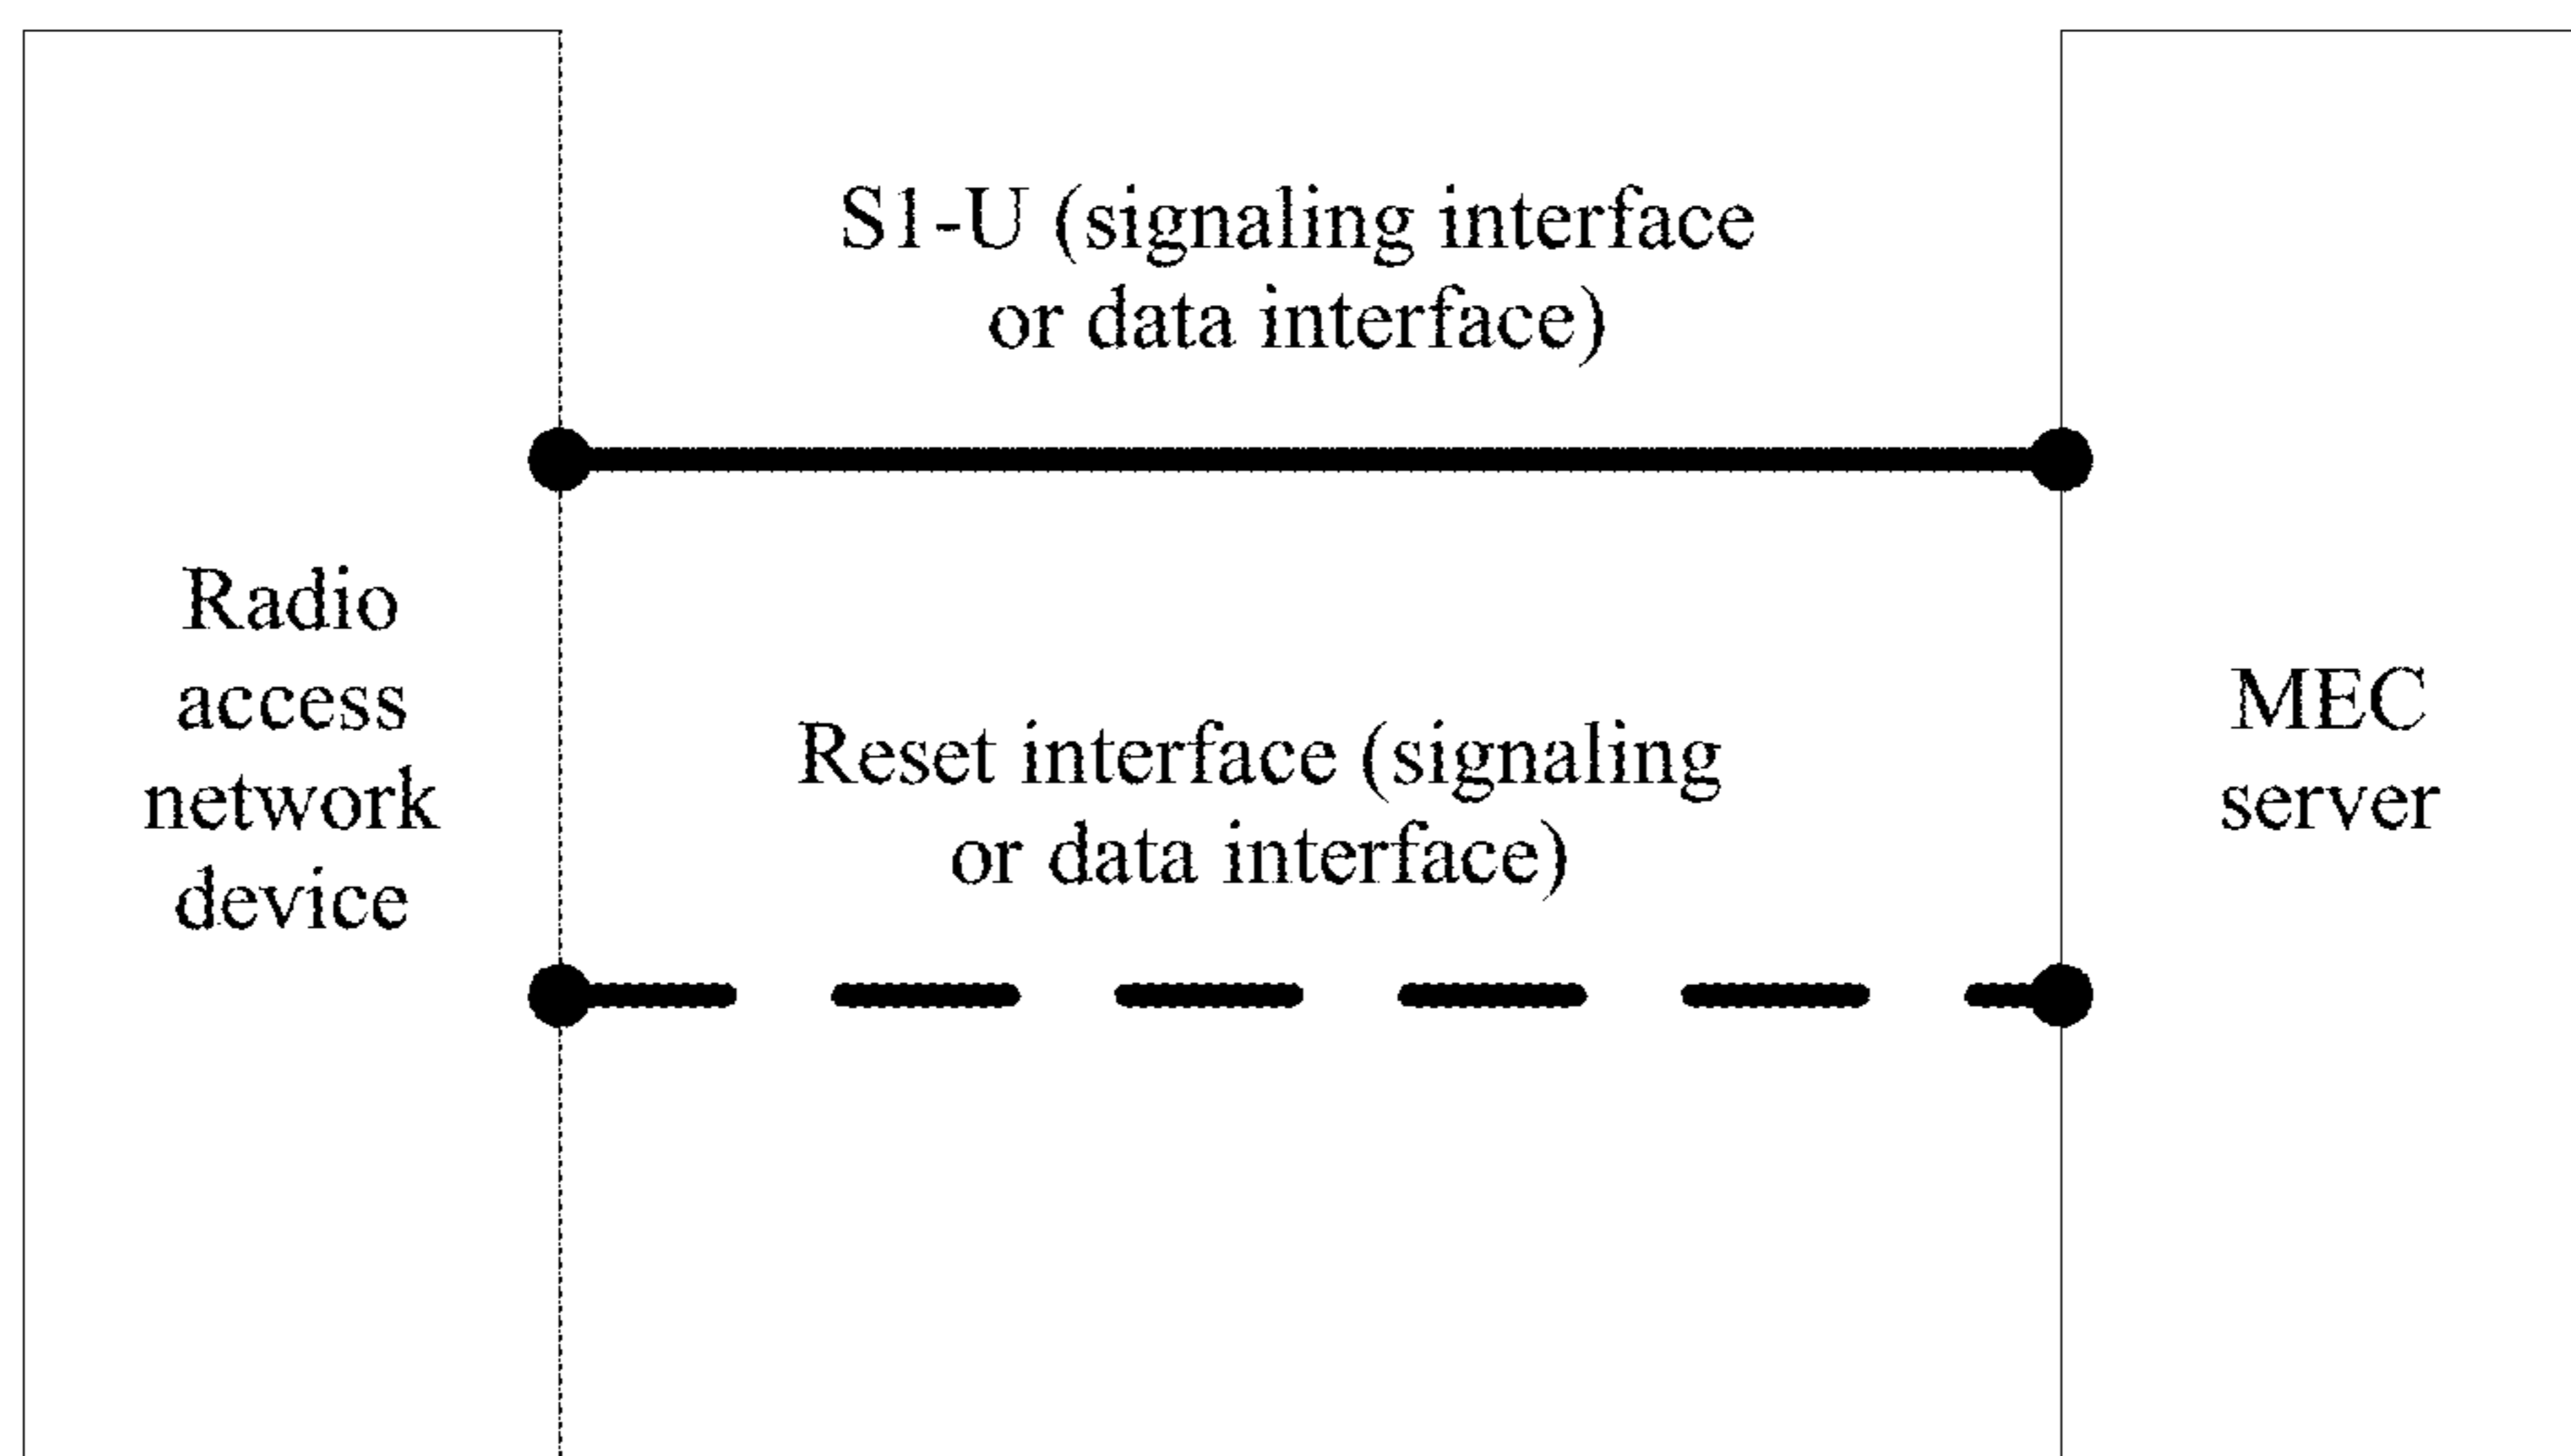 S1-U (signaling interface
or data interface)
Radio
access
network
device
Reset interface (signaling
or data interface)
MEC
server